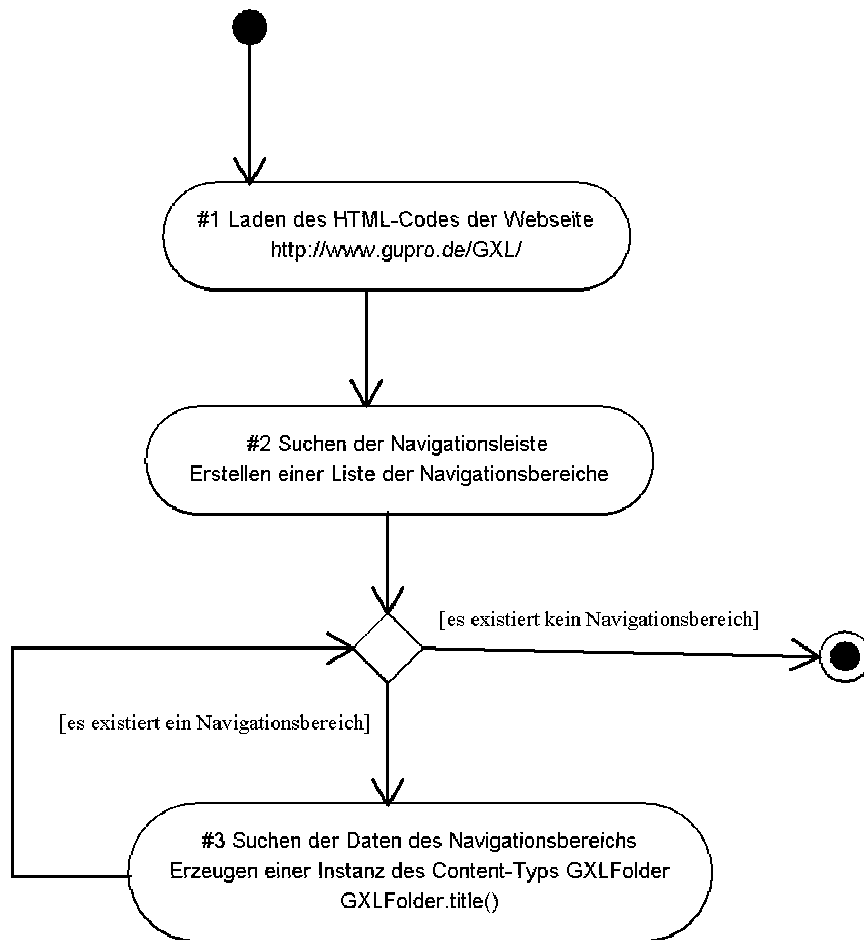 #1 Laden des HTML-Codes der Webseite
http://www.gupro.de/GXL/
#2 Suchen der Navigationsleiste
Erstellen einer Liste der Navigationsbereiche
[es existiert kein Navigationsbereich]
[es existiert ein Navigationsbereich]
#3 Suchen der Daten des Navigationsbereichs
Erzeugen einer Instanz des Content-Typs GXLFolder
GXLFolder.title()